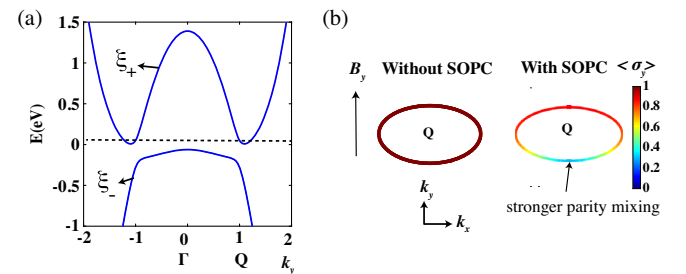 (a)
1.5
1
0.5
0
-0.5
-1
E(eV)
ξ+
ξ-
-2 -1 0 1 2
Γ Q k_y
(b)
B_y Without SOPC With SOPC <σ_y>
Q Q
1
0.8
0.6
0.4
0.2
0
k_y
k_x
stronger parity mixing